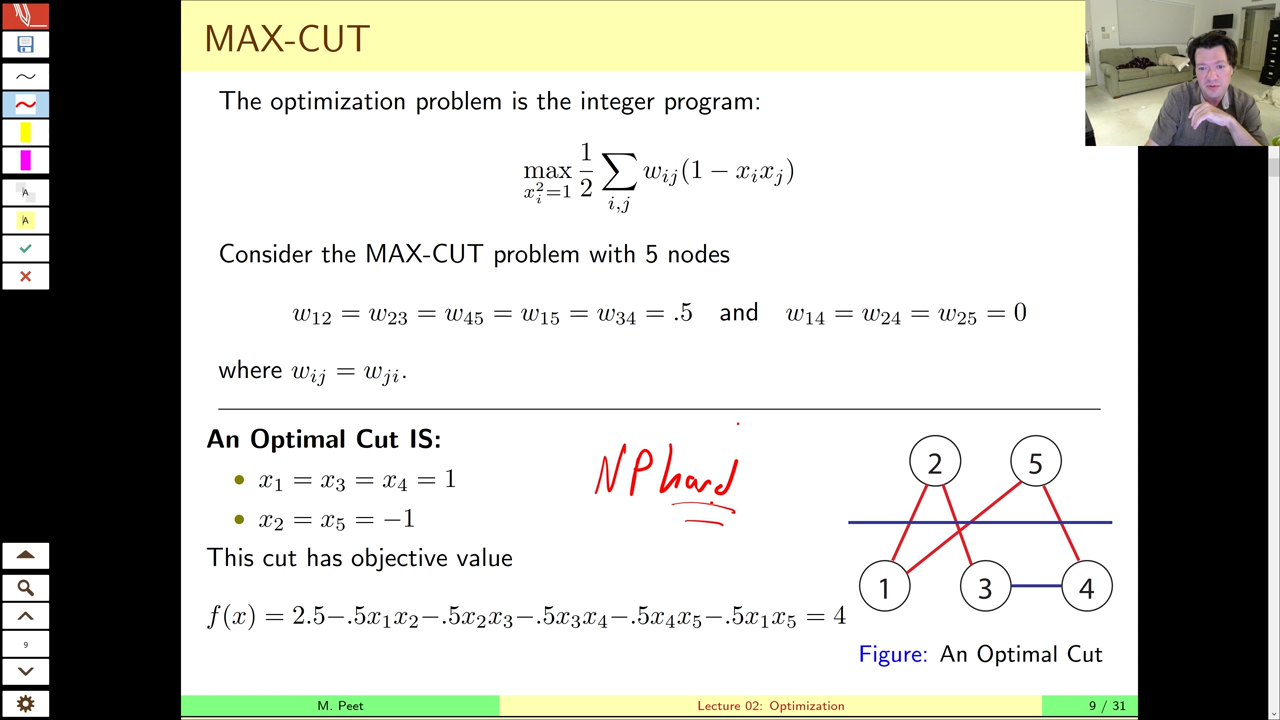 MAX-CUT
The optimization problem is the integer program:
max_{x_i^2=1} \frac{1}{2} \sum_{i,j} w_{ij}(1 − x_i x_j)
Consider the MAX-CUT problem with 5 nodes
w_{12} = w_{23} = w_{45} = w_{15} = w_{34} = .5 and w_{14} = w_{24} = w_{25} = 0
where w_{ij} = w_{ji}.
An Optimal Cut IS:
• x_1 = x_3 = x_4 = 1
• x_2 = x_5 = −1
NP hard
This cut has objective value
f(x) = 2.5−.5x_1x_2−.5x_2x_3−.5x_3x_4−.5x_4x_5−.5x_1x_5 = 4
2 5
1 3 4
Figure: An Optimal Cut
M. Peet Lecture 02: Optimization 9 / 31
A
A
9